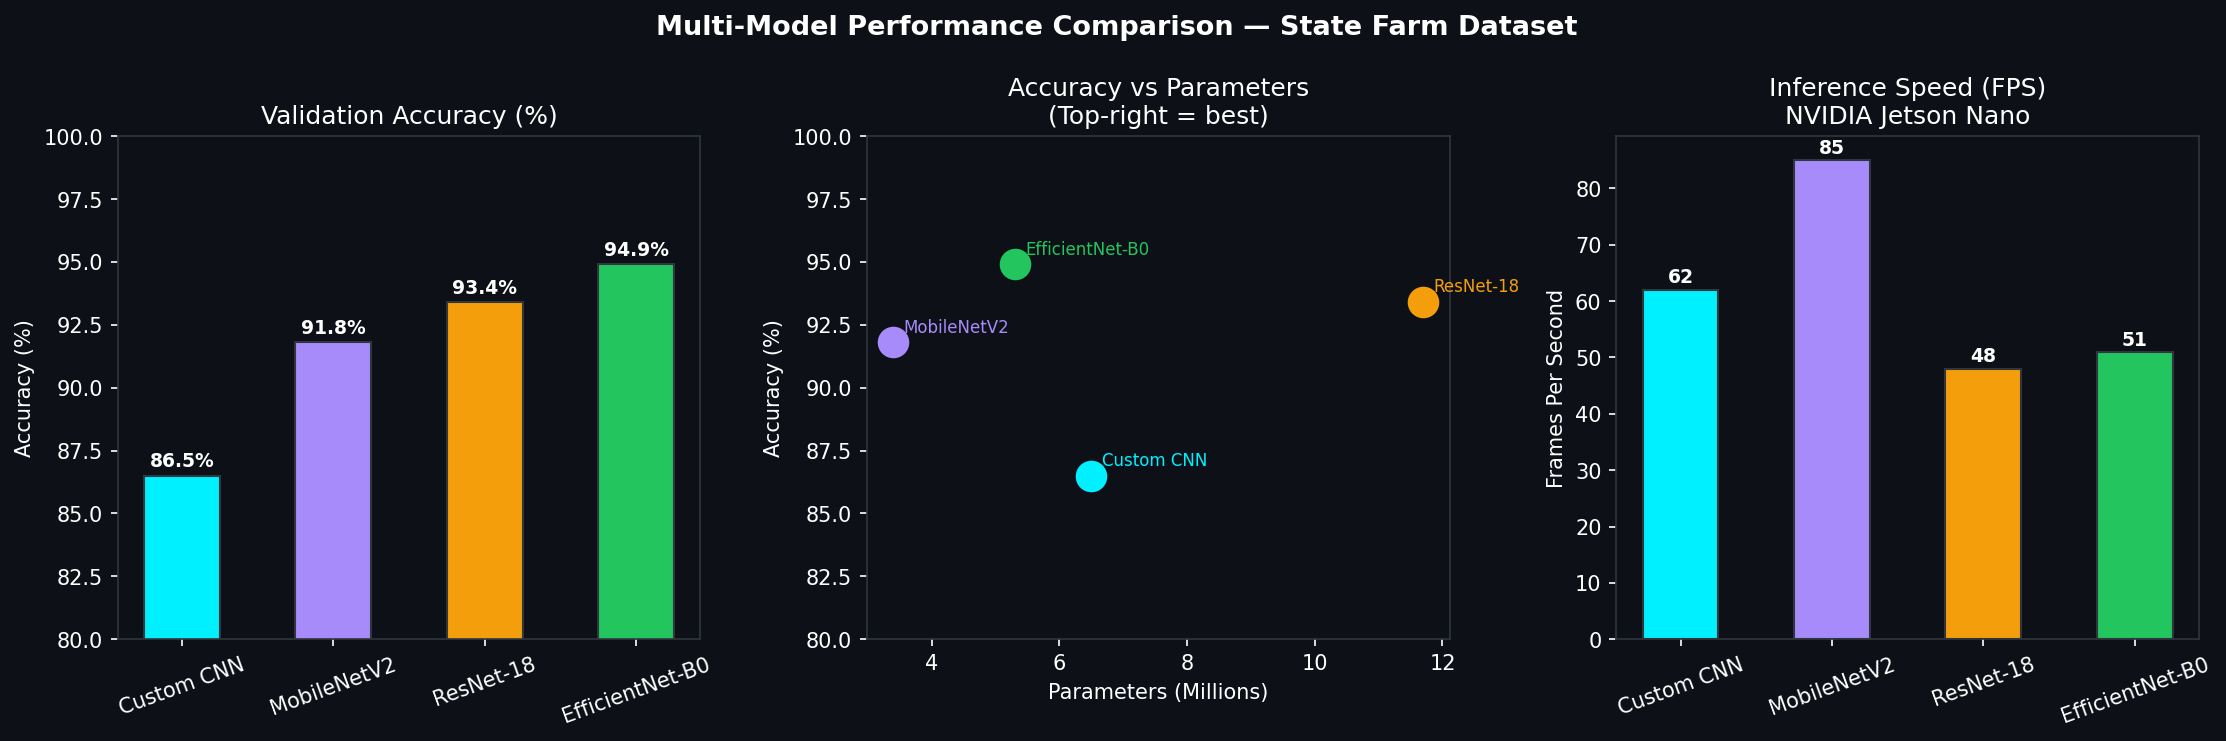 Multi-Model Performance Comparison — State Farm Dataset
Validation Accuracy (%)
Accuracy (%)
100.0
97.5
95.0
92.5
90.0
87.5
85.0
82.5
80.0
86.5%
91.8%
93.4%
94.9%
Custom CNN
MobileNetV2
ResNet-18
EfficientNet-B0
Accuracy vs Parameters
(Top-right = best)
Accuracy (%)
100.0
97.5
95.0
92.5
90.0
87.5
85.0
82.5
80.0
EfficientNet-B0
ResNet-18
MobileNetV2
Custom CNN
4
6
8
10
12
Parameters (Millions)
Inference Speed (FPS)
NVIDIA Jetson Nano
Frames Per Second
80
70
60
50
40
30
20
10
0
62
85
48
51
Custom CNN
MobileNetV2
ResNet-18
EfficientNet-B0